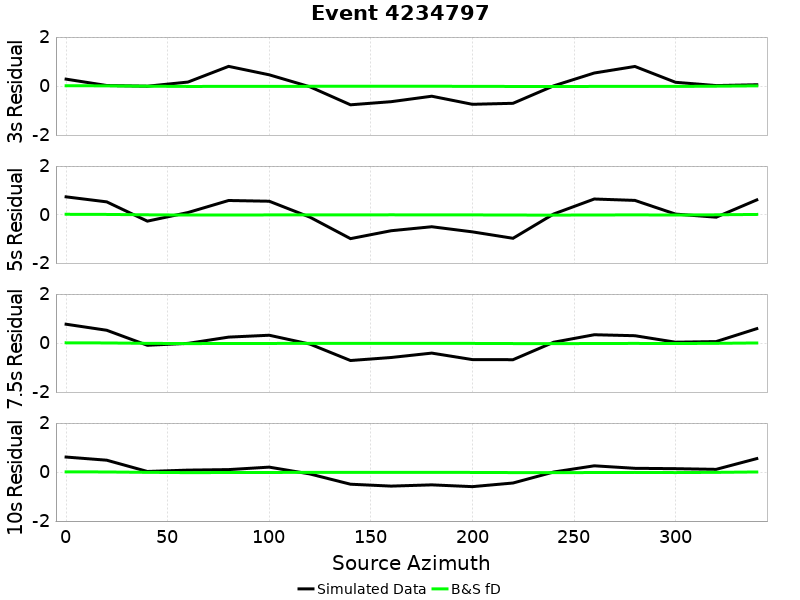 Event 4234797
3s Residual
2
0
-2
5s Residual
2
0
-2
7.5s Residual
2
0
-2
10s Residual
2
0
-2
0 50 100 150 200 250 300
Source Azimuth
Simulated Data B&S fD